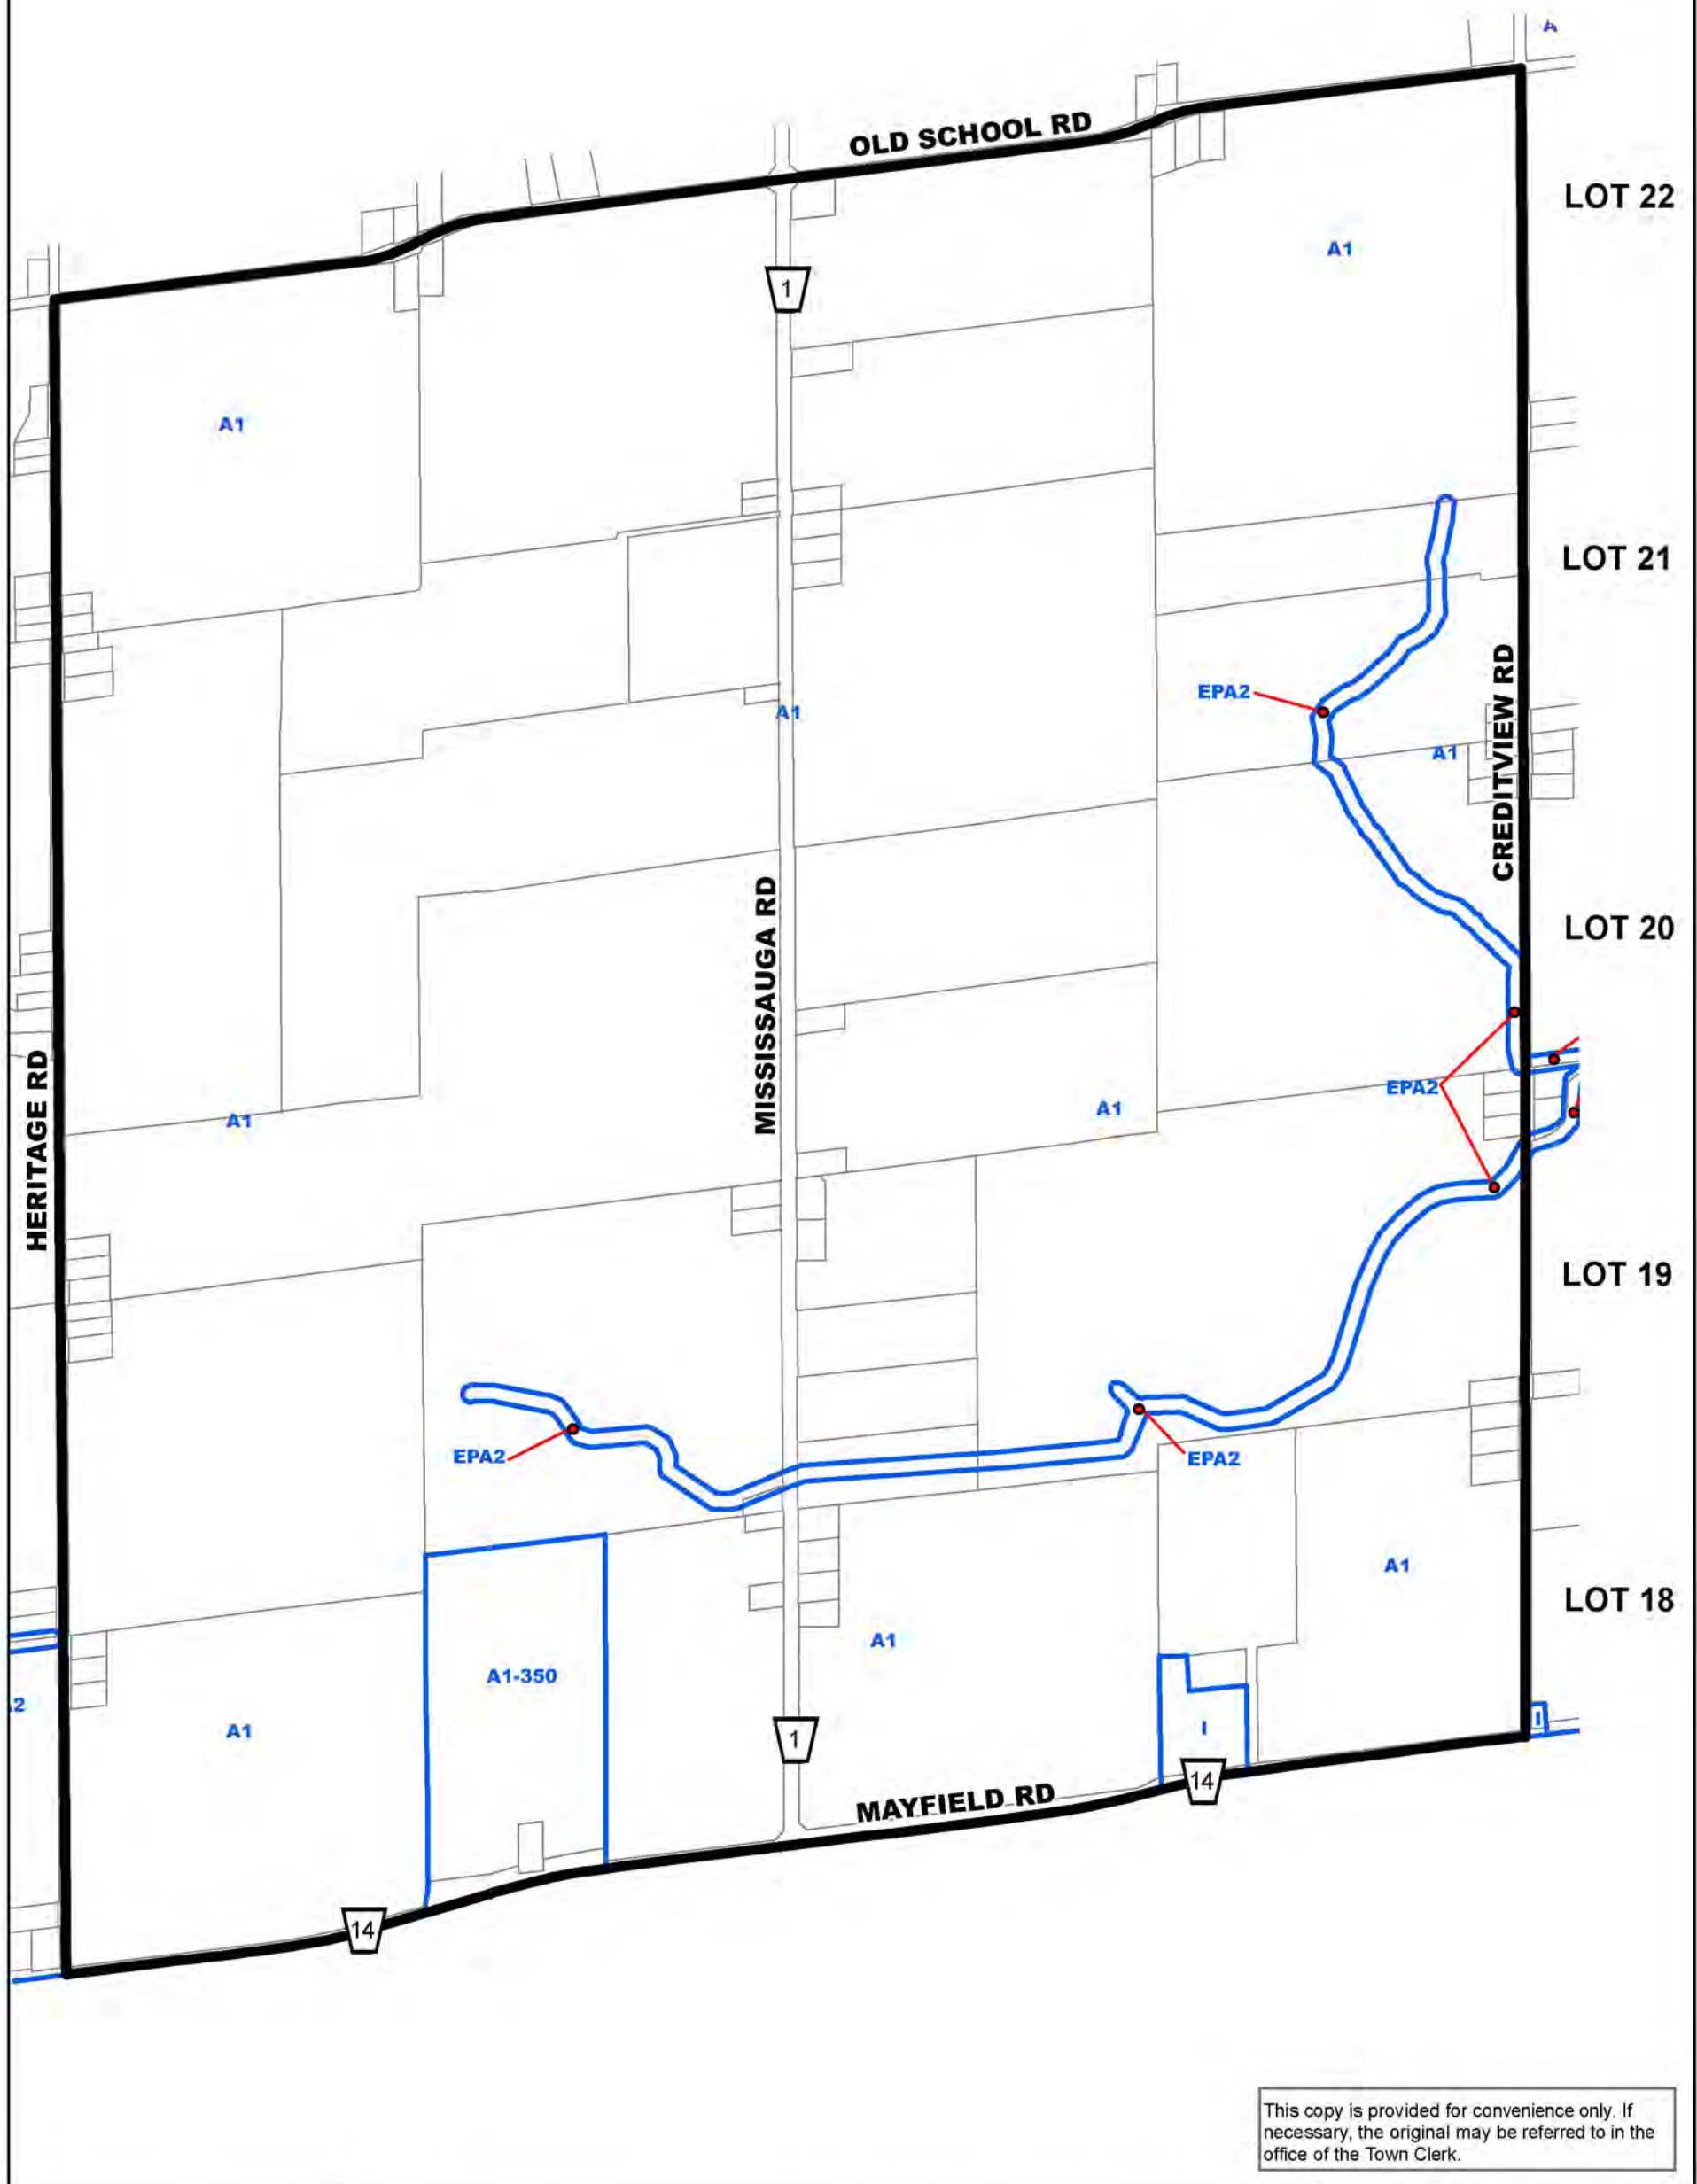 A
OLD SCHOOL RD
LOT 22
A1
1
A1
LOT 21
CREDITVIEW RD
EPA2
A1
A1
MISSISSAUGA RD
LOT 20
HERITAGE RD
EPA2
A1
A1
LOT 19
EPA2
EPA2
A1
LOT 18
A1
A1-350
2
A1
I
I
1
14
MAYFIELD RD
14
This copy is provided for convenience only. If
necessary, the original may be referred to in the
office of the Town Clerk.